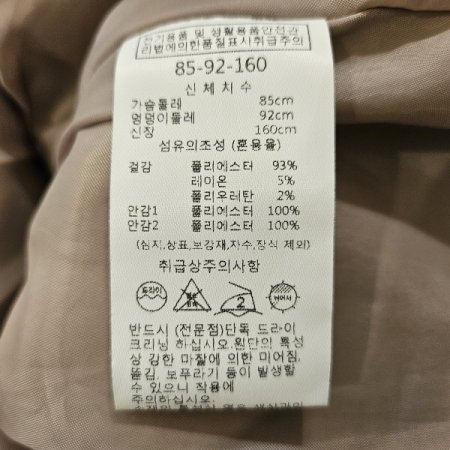 전기용품 및 생활용품안전관
리법에의한품질표시취급주의
85-92-160
신체치수
가슴둘레 85cm
엉덩이둘레 92cm
신장 160cm
섬유의조성 (혼용율)
겉감 폴리에스터 93%
레이온 5%
폴리우레탄 2%
안감1 폴리에스터 100%
안감2 폴리에스터 100%
(심지,상표,보강재,자수,장식 제외)
취급상주의사항
드라이
2
뉘어서
반드시 (전문점)단독 드라이
크리닝 하십시오.원단의 특성
상 강한 마찰에 의한 미어짐,
뜯김, 보푸라기 등이 발생할
수 있으니 착용에
주의하십시오.